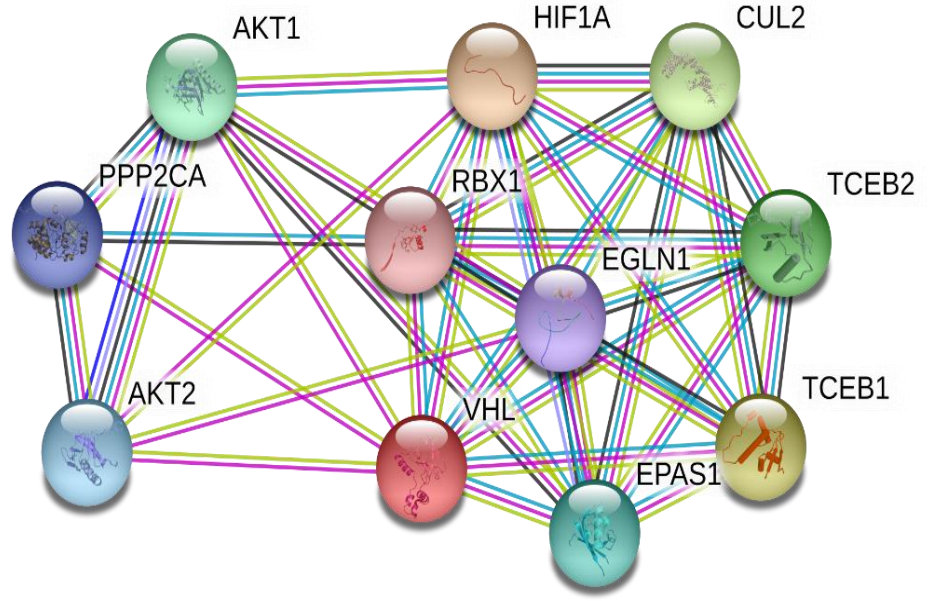 HIF1A
CUL2
AKT1
PPP2CA
RBX1
TCEB2
EGLN1
AKT2
VHL
TCEB1
EPAS1